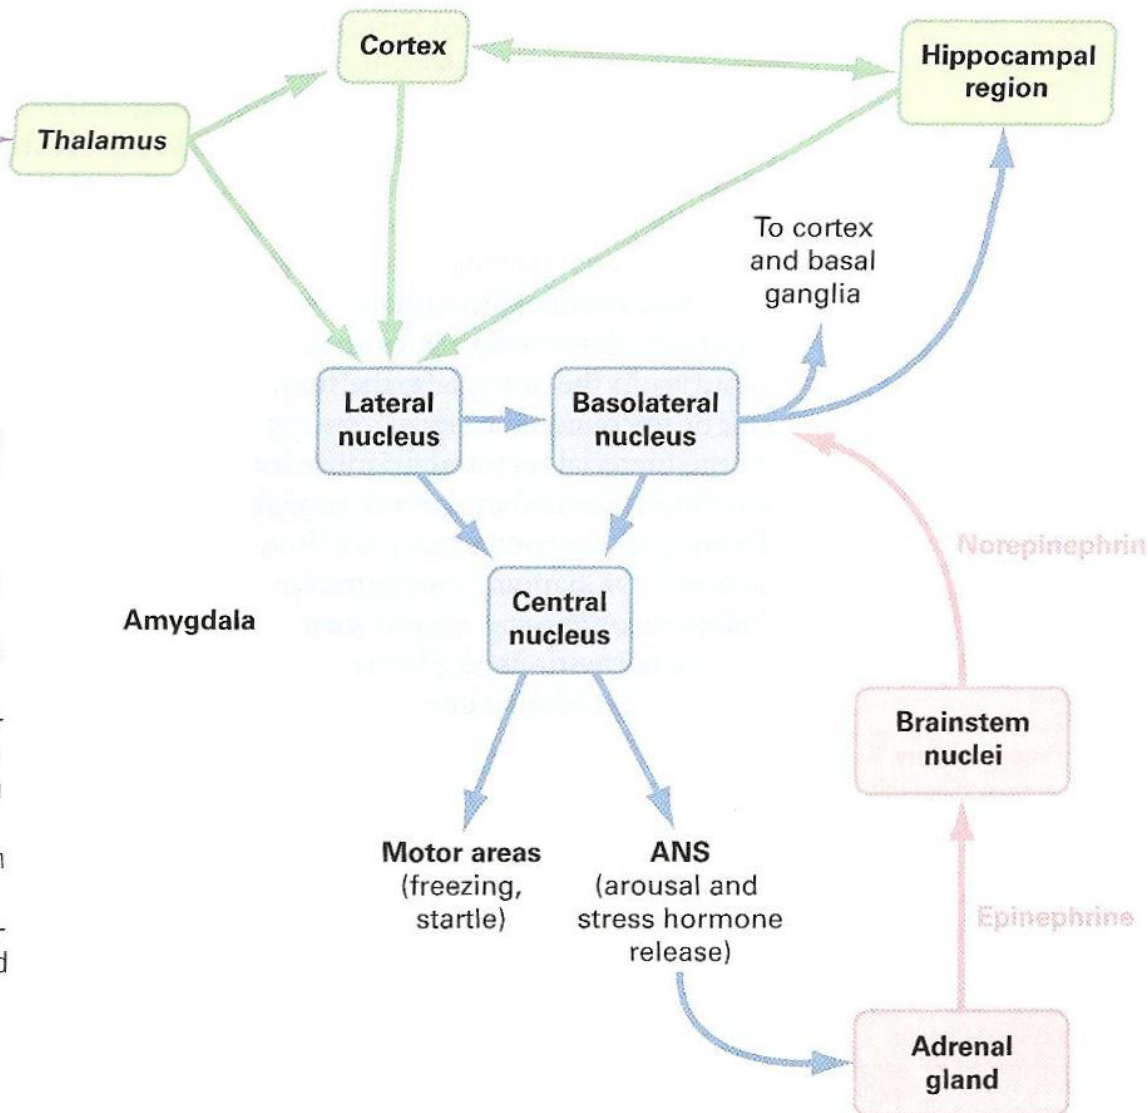 Cortex
Hippocampal
region
Thalamus
To cortex
and basal
ganglia
Lateral
nucleus
Basolateral
nucleus
Norepinephrin
Central
nucleus
Amygdala
Brainstem
nuclei
Motor areas
(freezing,
startle)
ANS
(arousal and
stress hormone
release)
Epinephrine
Adrenal
gland